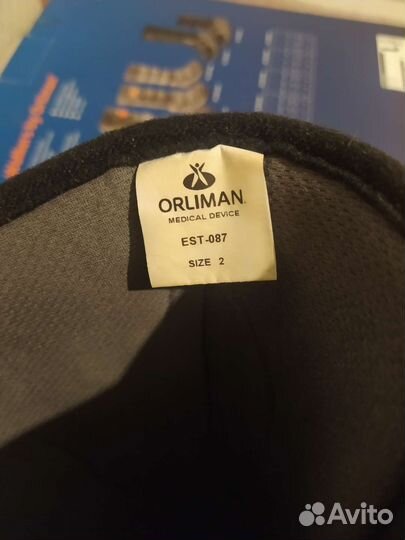 ORLIMAN
MEDICAL DEVICE
EST-087
SIZE 2
Avito